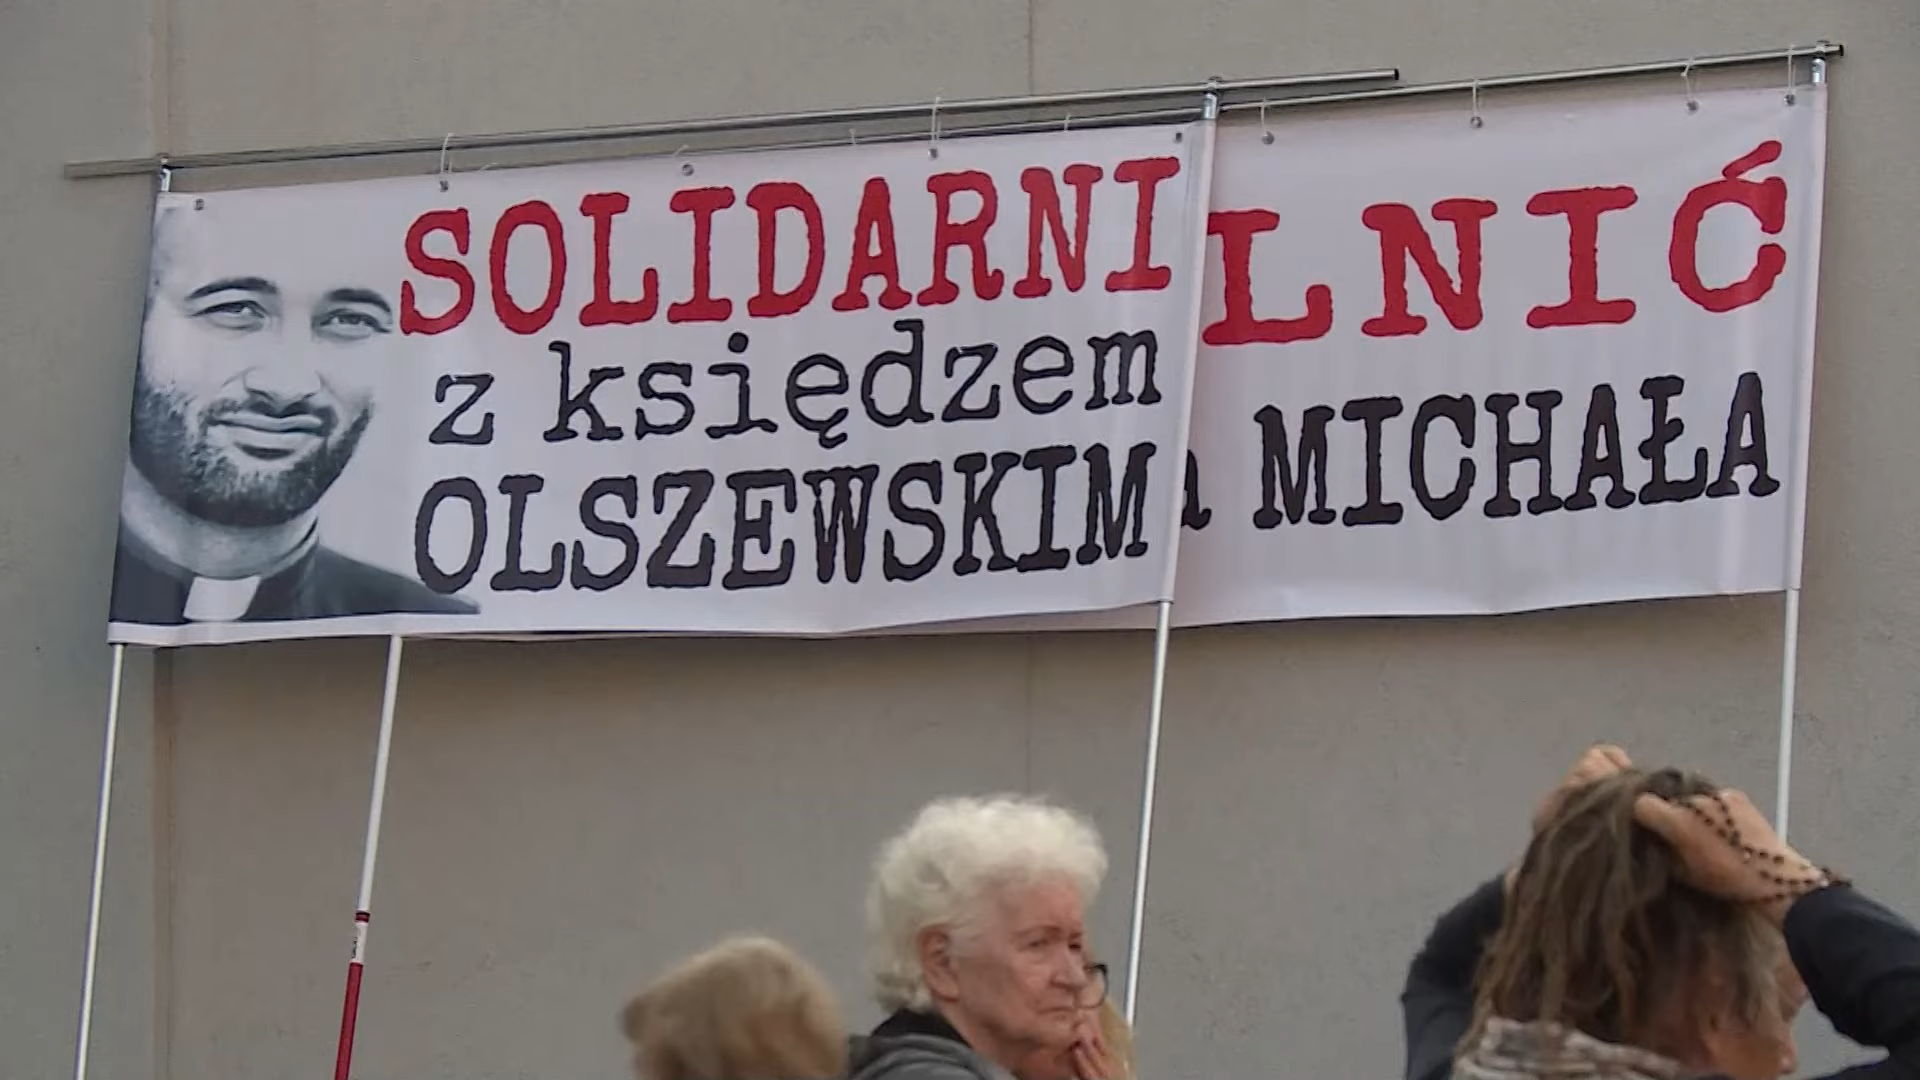 SOLIDARNI
z księdzem
OLSZEWSKIM
LNIĆ
a MICHAŁA